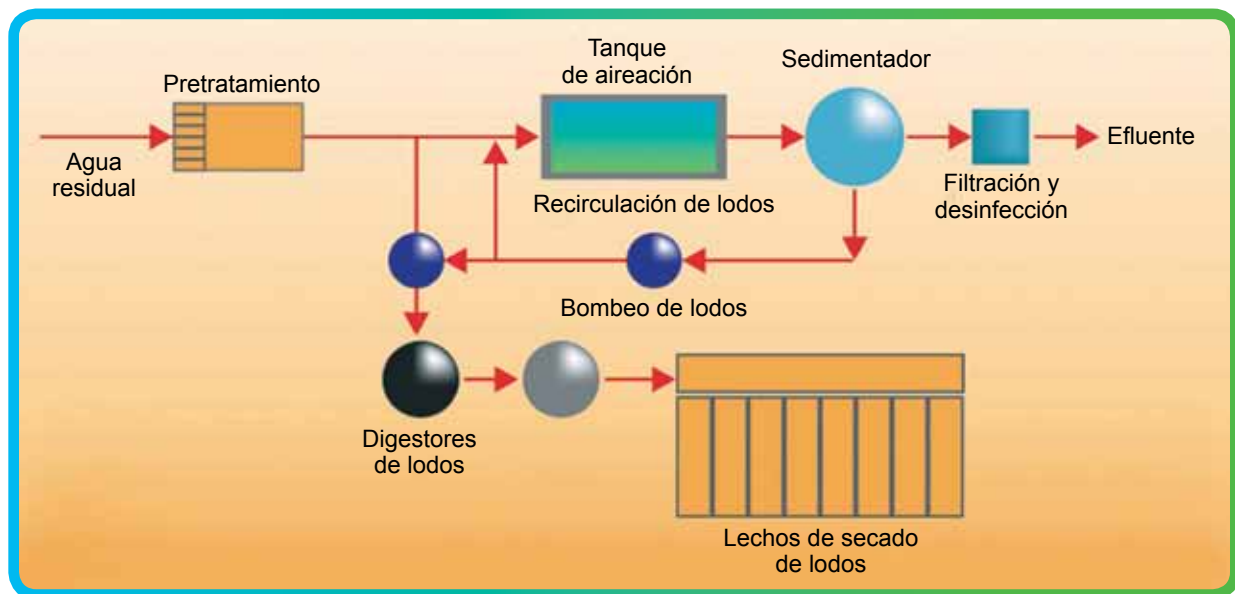 Pretratamiento
Agua
residual
Tanque
de aireación
Sedimentador
Efluente
Filtración y
desinfección
Recirculación de lodos
Bombeo de lodos
Digestores
de lodos
Lechos de secado
de lodos